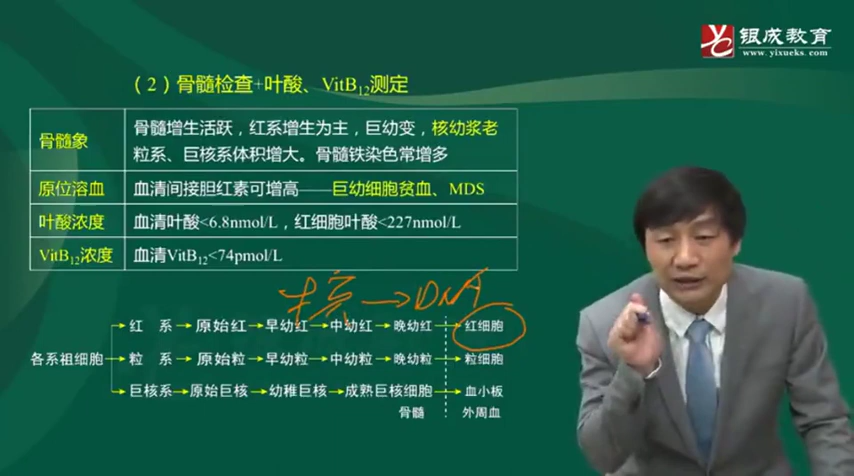 银成教育
www.yixueks.com
(2)骨髓检查+叶酸、VitB12测定
骨髓象
骨髓增生活跃，红系增生为主，巨幼变，核幼浆老
粒系、巨核系体积增大。骨髓铁染色常增多
原位溶血
血清间接胆红素可增高——巨幼细胞贫血、MDS
叶酸浓度
血清叶酸<6.8nmol/L，红细胞叶酸<227nmol/L
VitB12浓度
血清VitB12<74pmol/L
核→DNA
各系祖细胞
红 系 原始红 早幼红 中幼红 晚幼红 红细胞
粒 系 原始粒 早幼粒 中幼粒 晚幼粒 粒细胞
巨核系 原始巨核 幼稚巨核 成熟巨核细胞 血小板
骨髓 外周血